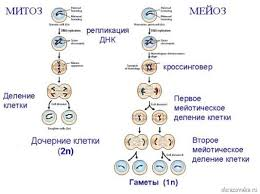 МИТОЗ
МЕЙОЗ
репликация
ДНК
кроссинговер
Деление
клетки
Первое
мейотическое
деление клетки
Дочерние клетки
(2n)
Второе
мейотическое
деление клетки
Гаметы (1n)